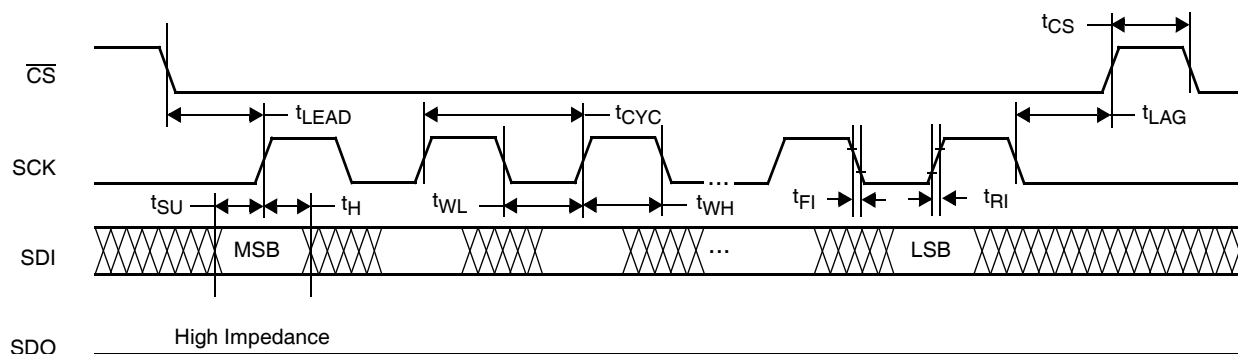 tCS
CS
tLEAD
tCYC
tLAG
SCK
...
tSU
tH
tWL
tWH
tFI
tRI
SDI
MSB
...
LSB
High Impedance
SDO